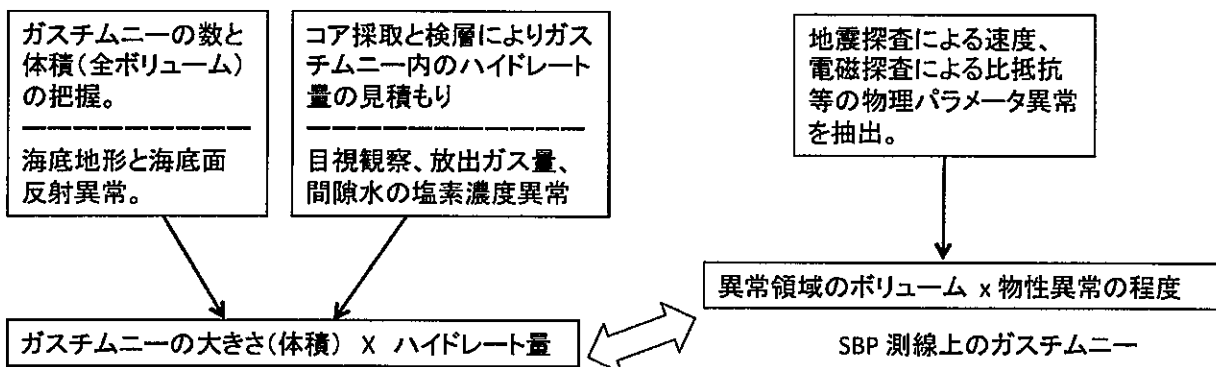 ガスチムニーの数と
体積（全ボリューム）
の把握。
海底地形と海底面
反射異常。
コア採取と検層によりガス
チムニー内のハイドレート
量の見積もり
目視観察、放出ガス量、
間隙水の塩素濃度異常
地震探査による速度、
電磁探査による比抵抗
等の物理パラメータ異常
を抽出。
異常領域のボリューム x 物性異常の程度
ガスチムニーの大きさ（体積） X ハイドレート量
SBP 測線上のガスチムニー